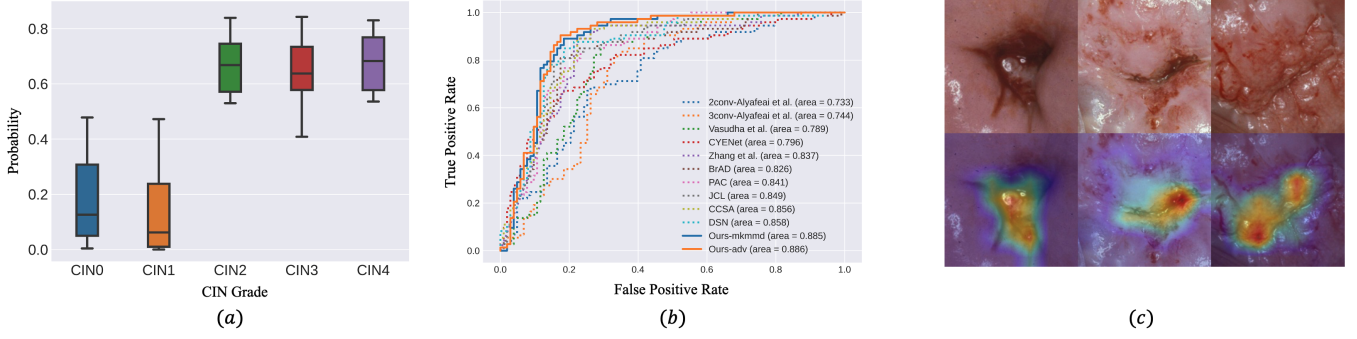 0.8
0.6
0.4
0.2
0.0
Probability
CIN0 CIN1 CIN2 CIN3 CIN4
CIN Grade
(a)
1.0
0.8
0.6
0.4
0.2
0.0
True Positive Rate
2conv-Alyafeai et al. (area = 0.733)
3conv-Alyafeai et al. (area = 0.744)
Vasudha et al. (area = 0.789)
CYENet (area = 0.796)
Zhang et al. (area = 0.837)
BrAD (area = 0.826)
PAC (area = 0.841)
JCL (area = 0.849)
CCSA (area = 0.856)
DSN (area = 0.858)
Ours-mkmmd (area = 0.885)
Ours-adv (area = 0.886)
0.0 0.2 0.4 0.6 0.8 1.0
False Positive Rate
(b)
(c)